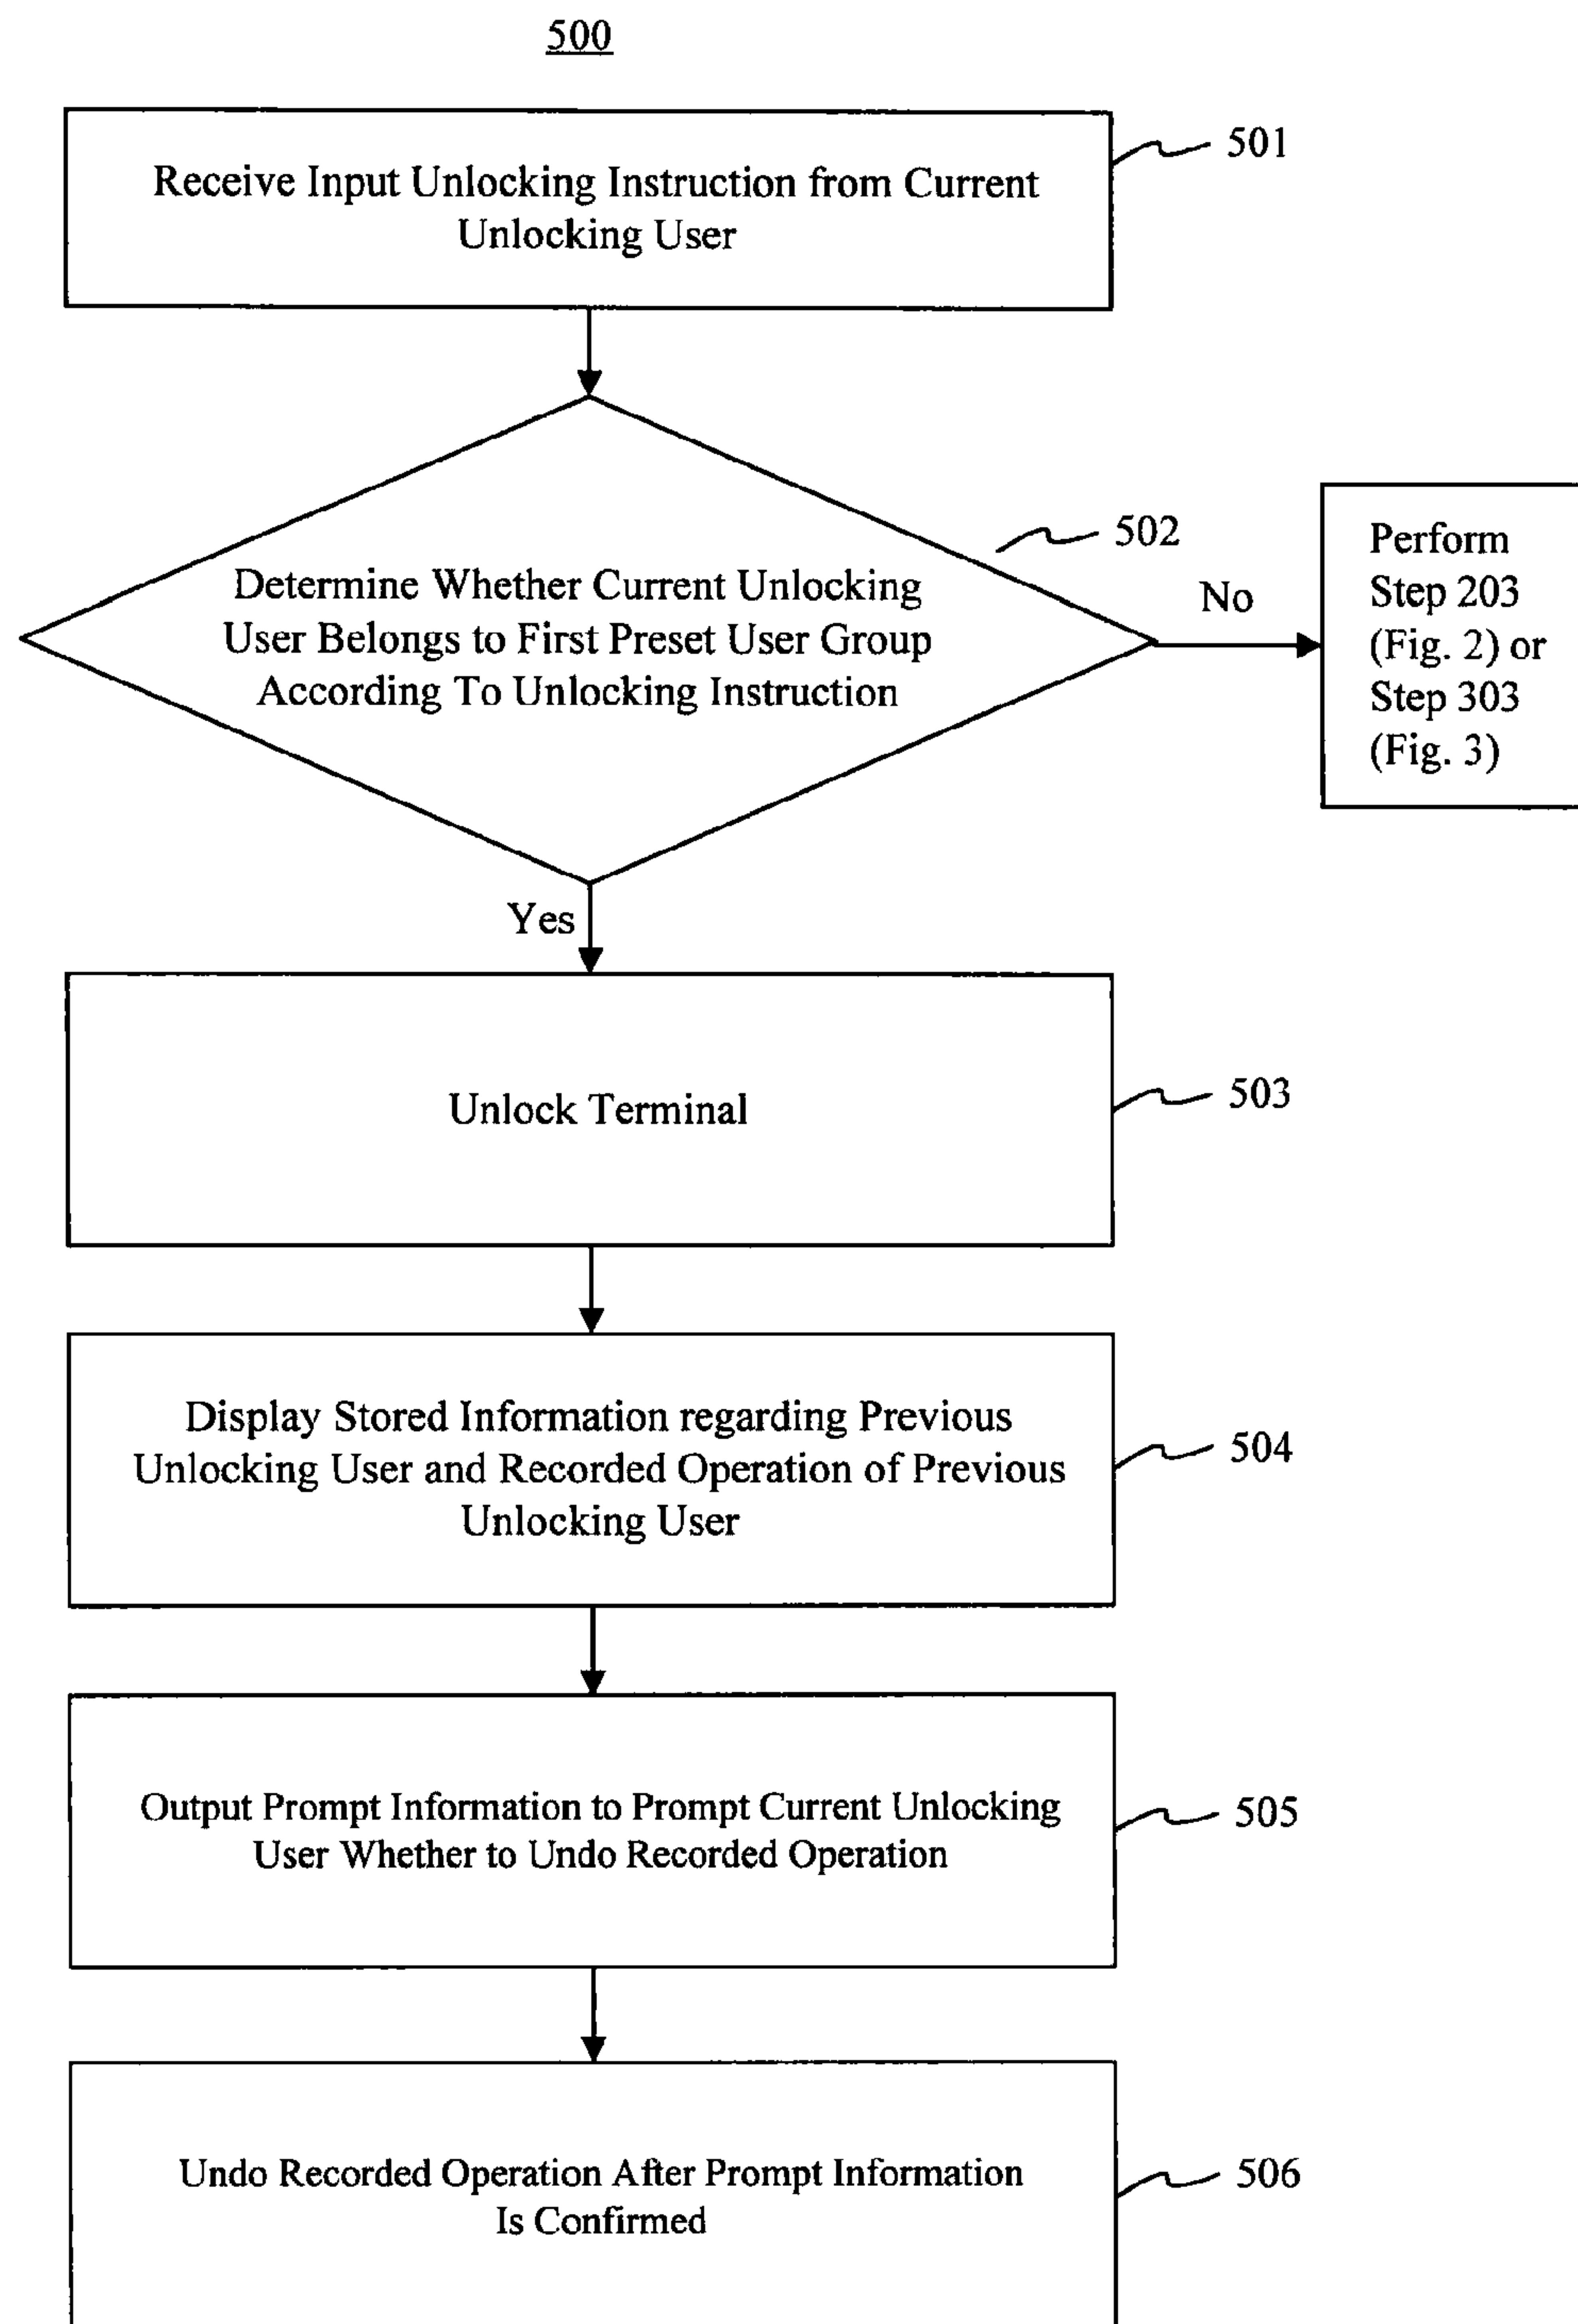 500
Receive Input Unlocking Instruction from Current
Unlocking User
501
502
Determine Whether Current Unlocking
User Belongs to First Preset User Group
According To Unlocking Instruction
No
Perform
Step 203
(Fig. 2) or
Step 303
(Fig. 3)
Yes
Unlock Terminal
503
Display Stored Information regarding Previous
Unlocking User and Recorded Operation of Previous
Unlocking User
504
Output Prompt Information to Prompt Current Unlocking
User Whether to Undo Recorded Operation
505
Undo Recorded Operation After Prompt Information
Is Confirmed
506